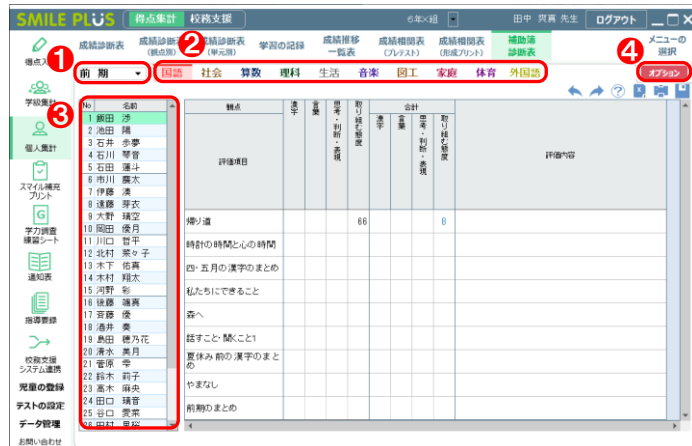 SMILE PLUS 得点集計 校務支援 6年×組 田中 眞喜 先生 ログアウト
成績診断表 成績診断表 (観点別) 成績診断表 (単元別) 学習の記録 成績推移 一覧表 成績相関表 (プレテスト) 成績相関表 (形成プリント) 補助簿 診断表 メニューの 選択
1 2 3 4
前 期 国語 社会 算数 理科 生活 音楽 図工 家庭 体育 外国語 オプション
得点入
学級集計
個人集計
スマイル補充
プリント
学力調査
練習シート
通知表
指導要録
校務支援
システム連携
児童の登録
テストの設定
データ管理
お問い合わせ
No 名前
1 飯田 渉
2 池田 陽
3 石井 歩夢
4 石川 琴音
5 石田 蓮斗
6 市川 慶太
7 伊藤 湊
8 遠藤 芽衣
9 大野 晴空
10 岡田 優月
11 川口 哲平
12 北村 菜々子
13 木下 佑真
14 木村 翔太
15 河野 彩
16 後藤 颯真
17 斉藤 優
18 酒井 奏
19 島田 穂乃花
20 清水 美月
21 菅原 雫
22 鈴木 莉子
23 高木 麻央
24 田口 晴音
25 谷口 愛菜
観点 漢字 言葉 思考・判断・表現 取り組む態度 合計
漢字 言葉 思考・判断・表現 取り組む態度
評価項目 評価内容
帰り道 66 B
時計の時間と心の時間
四・五月の漢字のまとめ
私たちにできること
森へ
話すこと・聞くこと1
夏休み前の漢字のまとめ
やまなし
前期のまとめ